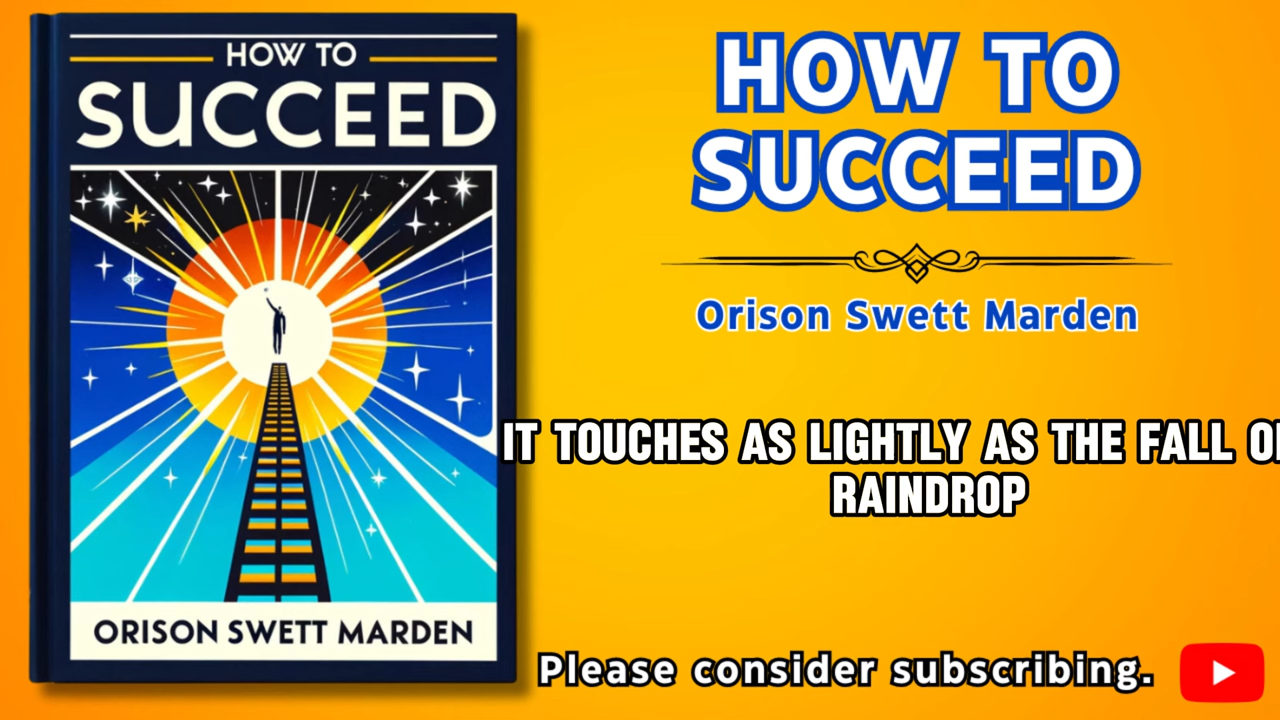 HOW TO
SUCCEED
ORISON SWETT MARDEN
HOW TO
SUCCEED
Orison Swett Marden
IT TOUCHES AS LIGHTLY AS THE FALL
RAINDROP
Please consider subscribing.